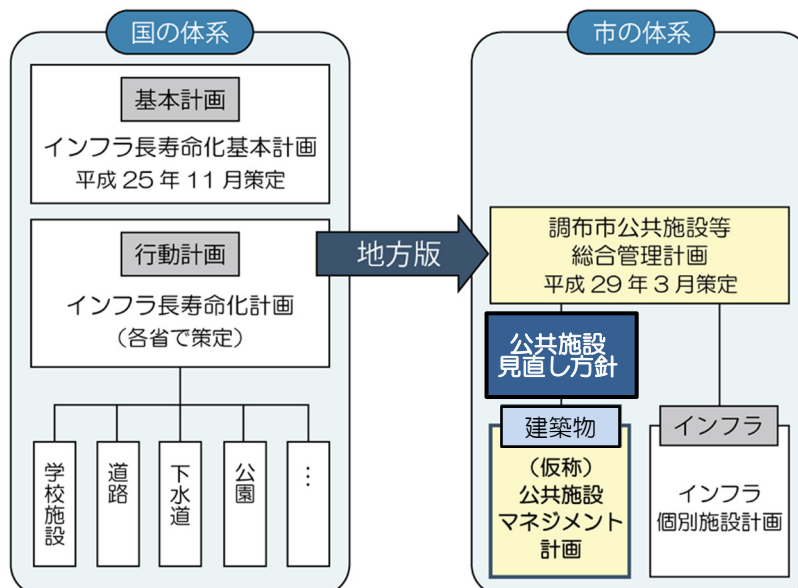 国の体系
基本計画
インフラ長寿命化基本計画
平成 25 年 11 月策定
行動計画
インフラ長寿命化計画
（各省で策定）
学校施設
道路
下水道
公園
…
地方版
市の体系
調布市公共施設等
総合管理計画
平成 29 年 3 月策定
公共施設
見直し方針
建築物
（仮称）
公共施設
マネジメント
計画
インフラ
インフラ
個別施設計画